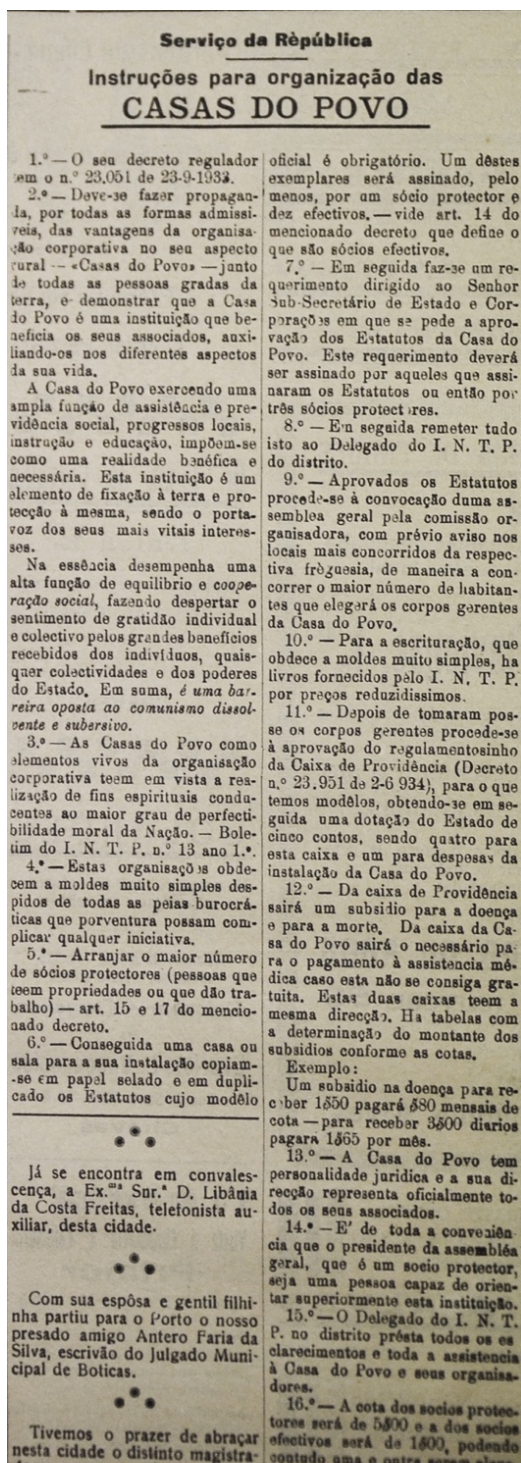 Serviço da Rèpública
Instruções para organização das
CASAS DO POVO
1.º — O seu decreto regulador
em o n.º 23.051 de 23-9-1933.
2.º — Deve-se fazer propagan-
da, por todas as formas admissi-
veis, das vantagens da organisa-
ção corporativa no seu aspecto
rural — «Casas do Povo» — junto
de todas as pessoas gradas da
terra, e demonstrar que a Casa
do Povo é uma instituição que be-
neficia os seus associados, auxi-
liando-os nos diferentes aspectos
da sua vida.
A Casa do Povo exercendo uma
ampla função de assistência e pre-
vidência social, progressos locais,
instrução e educação, impõem-se
como uma realidade benéfica e
necessária. Esta instituição é um
elemento de fixação à terra e pro-
tecção à mesma, sendo o porta-
voz dos seus mais vitais interes-
ses.
Na essência desempenha uma
alta função de equilibrio e coope-
ração social, fazendo despertar o
sentimento de gratidão individual
e colectivo pelos grandes benefícios
recebidos dos indivíduos, quais-
quer colectividades e dos poderes
do Estado. Em suma, é uma bar-
reira oposta ao comunismo dissol-
vente e subersivo.
3.º — As Casas do Povo como
elementos vivos da organisação
corporativa teem em vista a rea-
lização de fins espirituais condu-
centes ao maior grau de perfecti-
bilidade moral da Nação. — Bole-
tim do I. N. T. P. n.º 13 ano 1.º.
4.º — Estas organisações obde-
cem a moldes muito simples des-
pidos de todas as peias burocrá-
ticas que porventura possam com-
plicar qualquer iniciativa.
5.º — Arranjar o maior número
de sócios protectores (pessoas que
teem propriedades ou que dão tra-
balho) — art. 15 e 17 do mencio-
nado decreto.
6.º — Conseguida uma casa ou
sala para a sua instalação copiam-
-se em papel selado e em dupli-
cado os Estatutos cujo modêlo
Já se encontra em convales-
cença, a Ex.ma Snr.ª D. Libânia
da Costa Freitas, telefonista au-
xiliar, desta cidade.
Com sua espôsa e gentil filhi-
nha partiu para o Porto o nosso
presado amigo Antero Faria da
Silva, escrivão do Julgado Muni-
cipal de Boticas.
Tivemos o prazer de abraçar
nesta cidade o distinto magistra-
oficial é obrigatório. Um dêstes
exemplares será assinado, pelo
menos, por um sócio protector e
dez efectivos. — vide art. 14 do
mencionado decreto que define o
que são sócios efectivos.
7.º — Em seguida faz-se um re-
querimento dirigido ao Senhor
Sub-Secretário de Estado e Cor-
porações em que se pede a apro-
vação dos Estatutos da Casa do
Povo. Este requerimento deverá
ser assinado por aqueles que assi-
naram os Estatutos ou então por
três sócios protectores.
8.º — Em seguida remeter tudo
isto ao Delegado do I. N. T. P.
do distrito.
9.º — Aprovados os Estatutos
procede-se à convocação duma as-
semblea geral pela comissão or-
ganisadora, com prévio aviso nos
locais mais concorridos da respec-
tiva frèguesia, de maneira a con-
correr o maior número de habitan-
tes que elegerá os corpos gerentes
da Casa do Povo.
10.º — Para a escrituração, que
obdece a moldes muito simples, ha
livros fornecidos pelo I. N. T. P.
por preços reduzidissimos.
11.º — Depois de tomaram pos-
se os corpos gerentes procede-se
à aprovação do regulamentosinho
da Caixa de Providência (Decreto
n.º 23.951 de 2-6 934), para o que
temos modêlos, obtendo-se em se-
guida uma dotação do Estado de
cinco contos, sendo quatro para
esta caixa e um para despesas da
instalação da Casa do Povo.
12.º — Da caixa de Providência
sairá um subsidio para a doença
e para a morte. Da caixa da Ca-
sa do Povo sairá o necessário pa-
ra o pagamento à assistencia mé-
dica caso esta não se consiga gra-
tuita. Estas duas caixas teem a
mesma direcção. Ha tabelas com
a determinação do montante dos
subsidios conforme as cotas.
Exemplo:
Um subsidio na doença para re-
ceber 1$50 pagará $80 mensais de
cota — para receber 3$00 diarios
pagará 1$65 por mês.
13.º — A Casa do Povo tem
personalidade juridica e a sua di-
recção representa oficialmente to-
dos os seus associados.
14.º — E' de toda a conveniên-
cia que o presidente da assembléa
geral, que é um socio protector,
seja uma pessoa capaz de orien-
tar superiormente esta instituição.
15.º — O Delegado do I. N. T.
P. no distrito présta todos os es
clarecimentos e toda a assistencia
à Casa do Povo e seus organisa-
dores.
16.º — A cota dos socios protec-
tores será de 5$00 e a dos socios
efectivos será de 1$00, podendo
contudo uma e outra serem